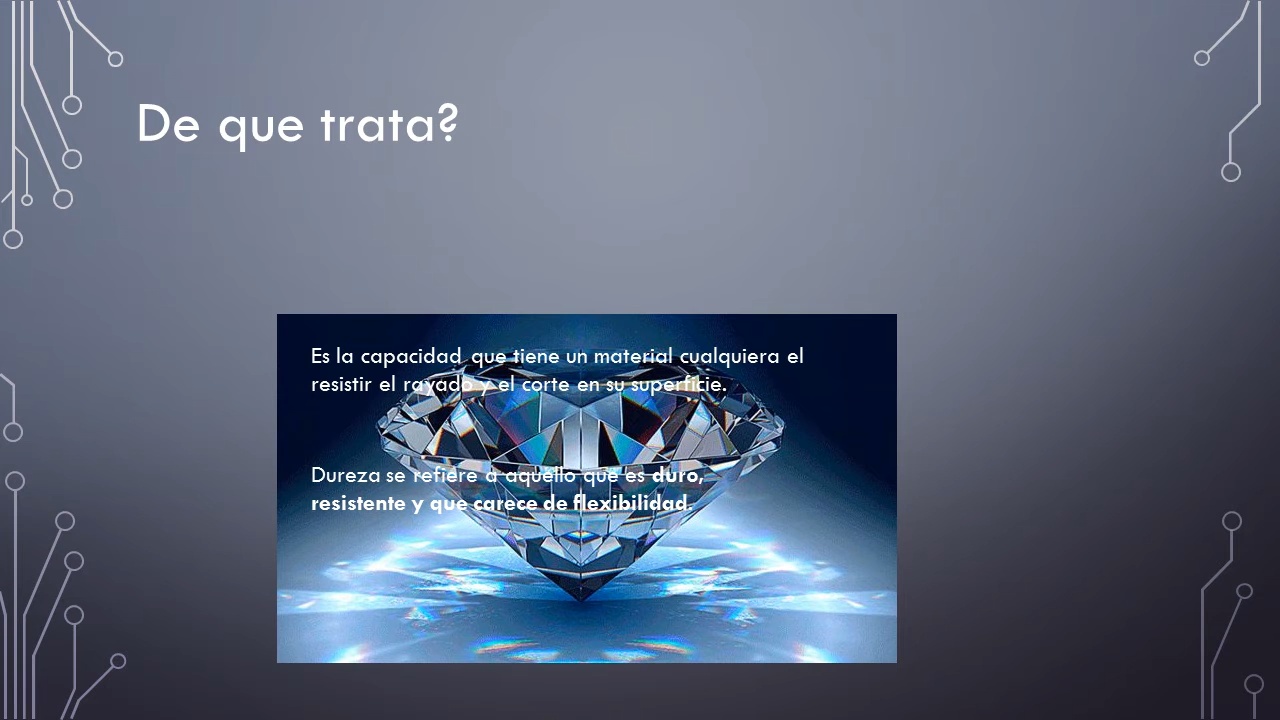 De que trata?
Es la capacidad que tiene un material cualquiera el
resistir el rayado y el corte en su superficie.
Dureza se refiere a aquello que es duro,
resistente y que carece de flexibilidad.